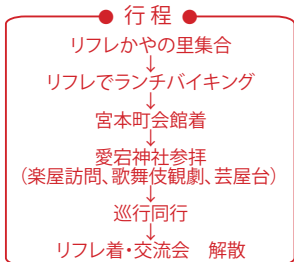 ● 行程 ●
リフレかやの里集合
↓
リフレでランチバイキング
↓
宮本町会館着
↓
愛宕神社参拝
（楽屋訪問、歌舞伎観劇、芸屋台）
↓
巡行同行
↓
リフレ着・交流会　解散